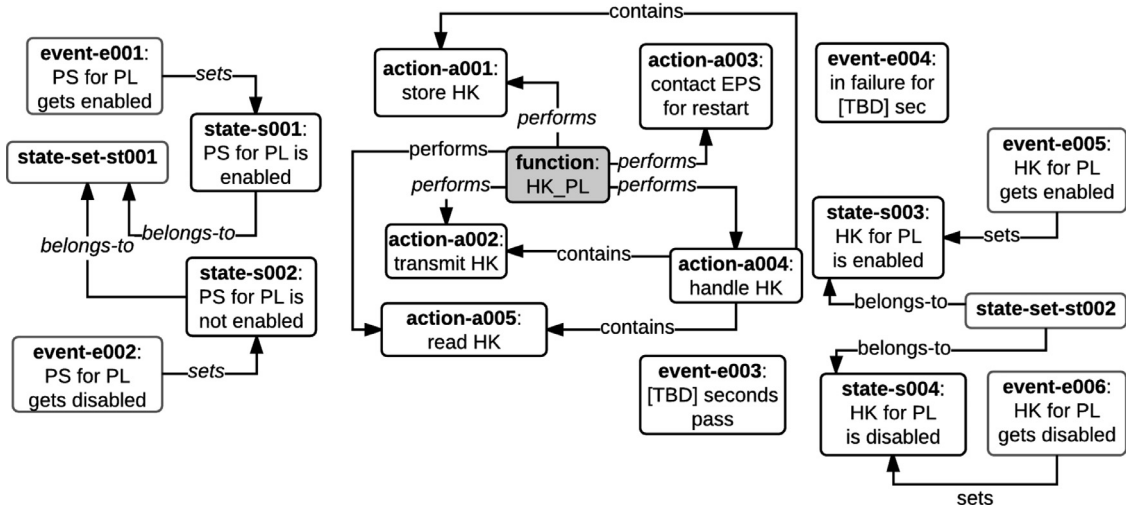 contains
event-e001:
PS for PL
gets enabled
sets
action-a001:
store HK
action-a003:
contact EPS
for restart
event-e004:
in failure for
[TBD] sec
performs
state-s001:
PS for PL is
enabled
state-set-st001
performs
function:
HK_PL
performs
performs
performs
event-e005:
HK for PL
gets enabled
belongs-to
belongs-to
action-a002:
transmit HK
contains
action-a004:
handle HK
state-s003:
HK for PL
is enabled
sets
state-s002:
PS for PL is
not enabled
belongs-to
state-set-st002
action-a005:
read HK
contains
event-e002:
PS for PL
gets disabled
sets
belongs-to
event-e003:
[TBD] seconds
pass
state-s004:
HK for PL
is disabled
event-e006:
HK for PL
gets disabled
sets